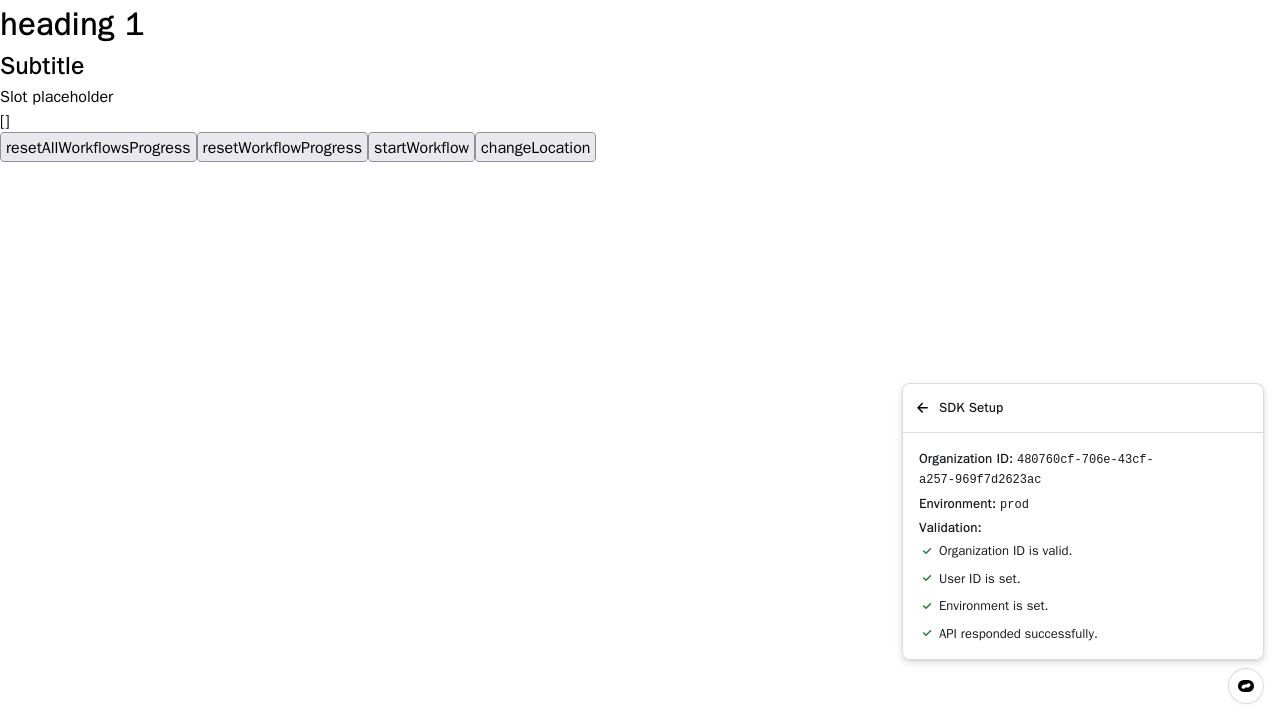 heading 1
Subtitle
Slot placeholder
[]
resetAllWorkflowsProgress resetWorkflowProgress startWorkflow changeLocation
SDK Setup
Organization ID: 480760cf-706e-43cf-
a257-969f7d2623ac
Environment: prod
Validation:
Organization ID is valid.
User ID is set.
Environment is set.
API responded successfully.